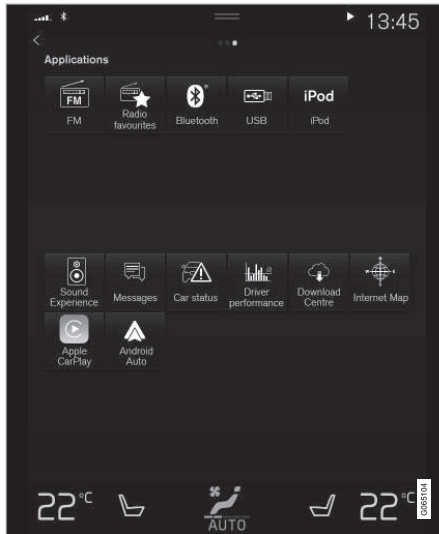 13:45
Applications
FM
FM
Radio
favourites
Bluetooth
USB
iPod
iPod
Sound
Experience
Messages
Car status
Driver
performance
Download
Centre
Internet Map
Apple
CarPlay
Android
Auto
22°C
AUTO
22°C
G065104